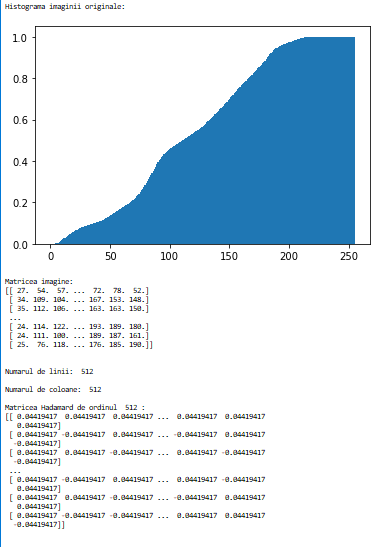 Histograma imaginii originale:
1.0
0.8
0.6
0.4
0.2
0.0
0 50 100 150 200 250
Matricea imagine:
[[ 27. 54. 57. ... 72. 78. 52.]
[ 34. 109. 104. ... 167. 153. 148.]
[ 35. 112. 106. ... 163. 163. 150.]
...
[ 24. 114. 122. ... 193. 189. 180.]
[ 24. 111. 100. ... 189. 187. 161.]
[ 25. 76. 118. ... 176. 185. 190.]]
Numarul de linii: 512
Numarul de coloane: 512
Matricea Hadamard de ordinul 512 :
[[ 0.04419417 0.04419417 0.04419417 ... 0.04419417 0.04419417
0.04419417]
[ 0.04419417 -0.04419417 0.04419417 ... -0.04419417 0.04419417
-0.04419417]
[ 0.04419417 0.04419417 -0.04419417 ... 0.04419417 -0.04419417
-0.04419417]
...
[ 0.04419417 -0.04419417 0.04419417 ... -0.04419417 0.04419417
0.04419417]
[ 0.04419417 0.04419417 -0.04419417 ... 0.04419417 -0.04419417
0.04419417]
[ 0.04419417 -0.04419417 -0.04419417 ... -0.04419417 0.04419417
-0.04419417]]